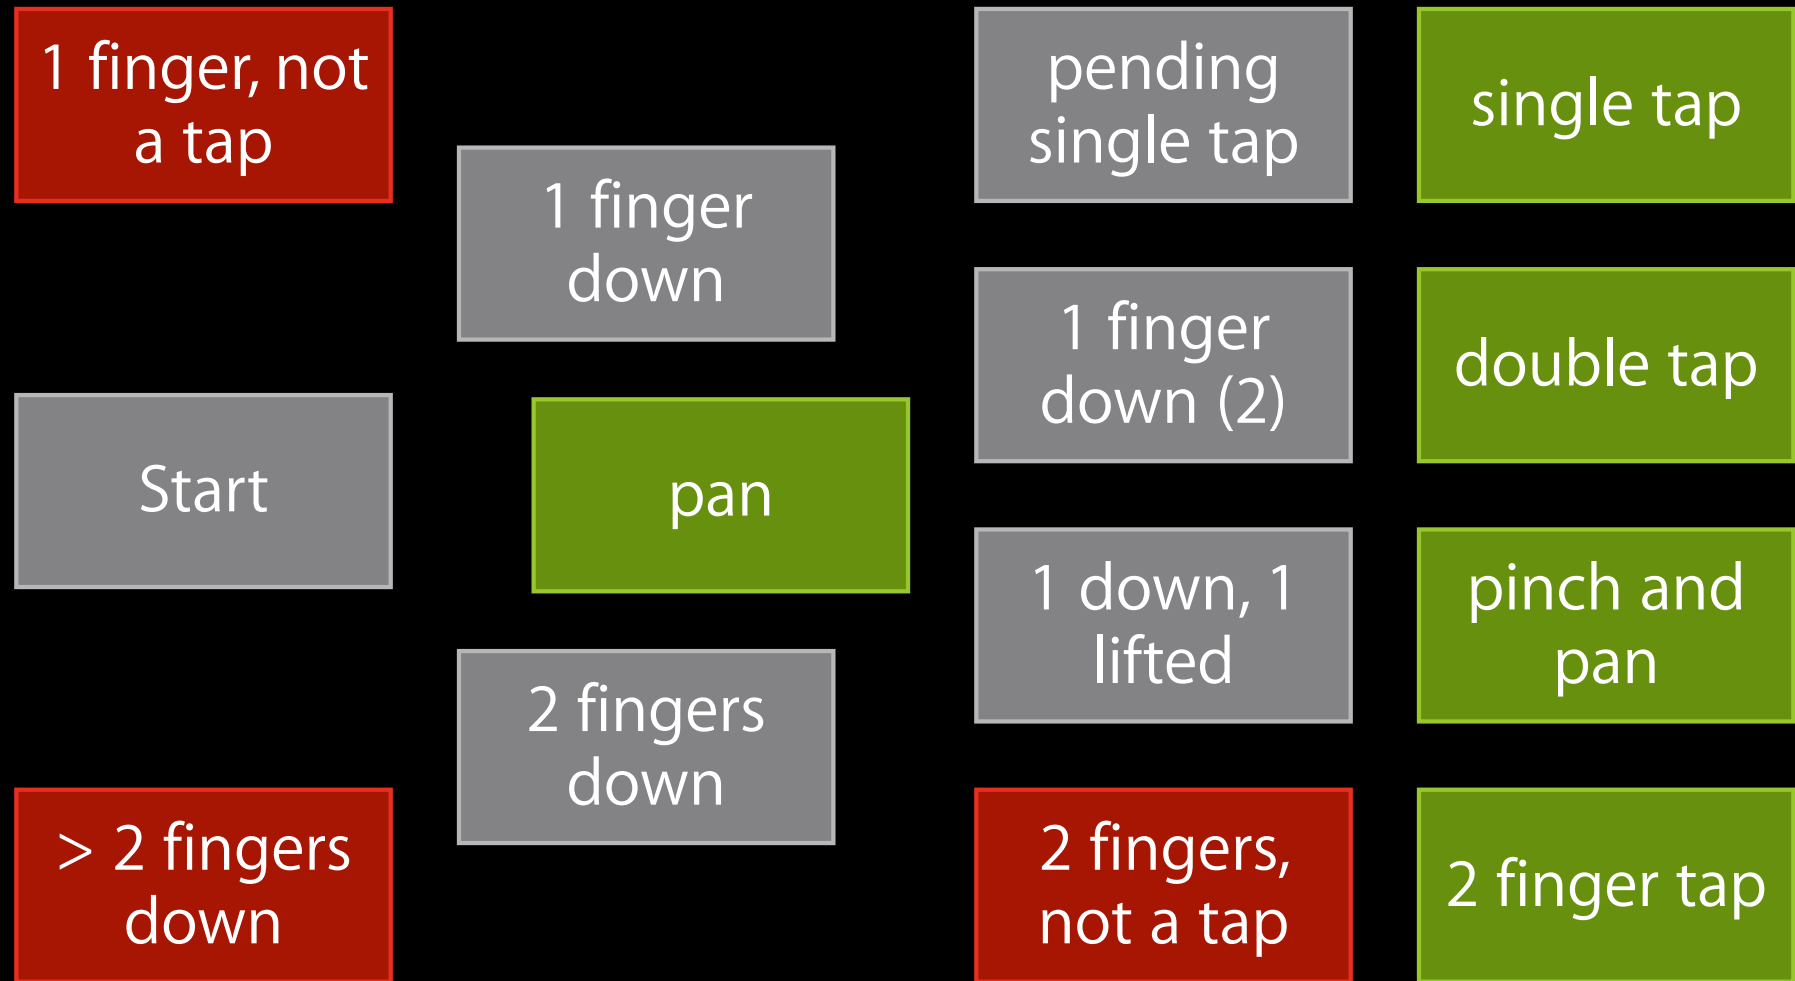 1 finger, not
a tap
1 finger
down
pending
single tap
single tap
1 finger
down (2)
double tap
Start
pan
1 down, 1
lifted
pinch and
pan
2 fingers
down
> 2 fingers
down
2 fingers,
not a tap
2 finger tap